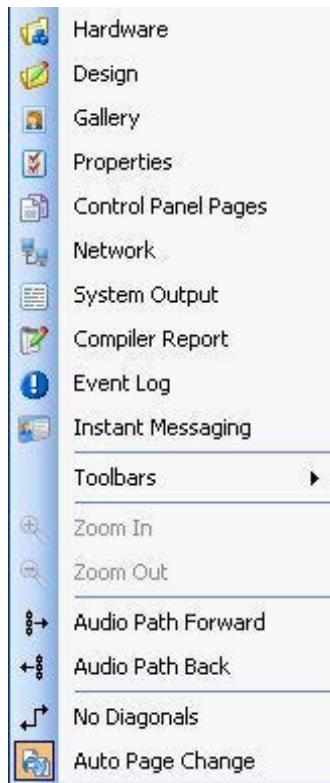 Hardware
Design
Gallery
Properties
Control Panel Pages
Network
System Output
Compiler Report
Event Log
Instant Messaging
Toolbars
Zoom In
Zoom Out
Audio Path Forward
Audio Path Back
No Diagonals
Auto Page Change